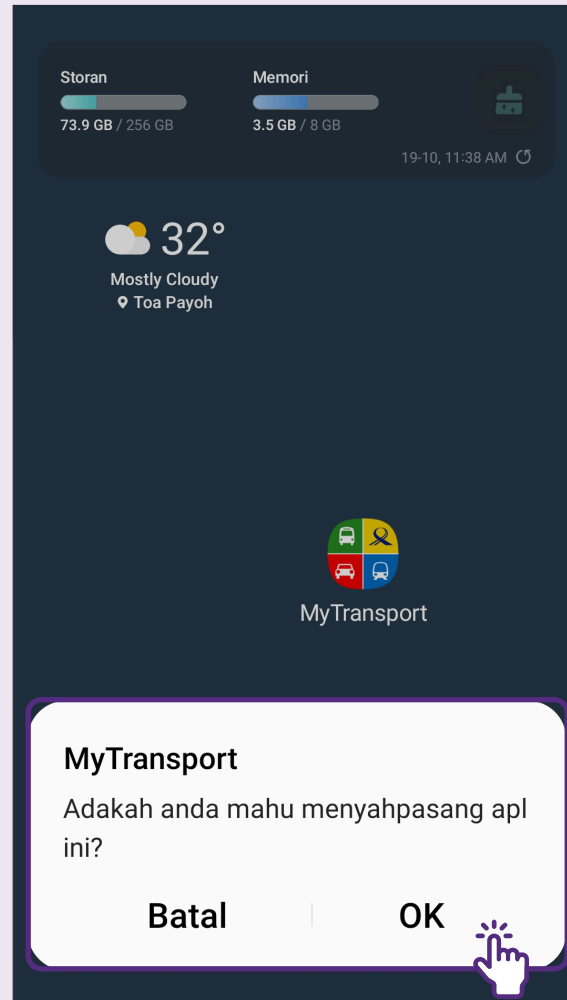 Storan
73.9 GB / 256 GB
Memori
3.5 GB / 8 GB
19-10, 11:38 AM
32°
Mostly Cloudy
Toa Payoh
MyTransport
MyTransport
Adakah anda mahu menyahpasang apl
ini?
Batal
OK